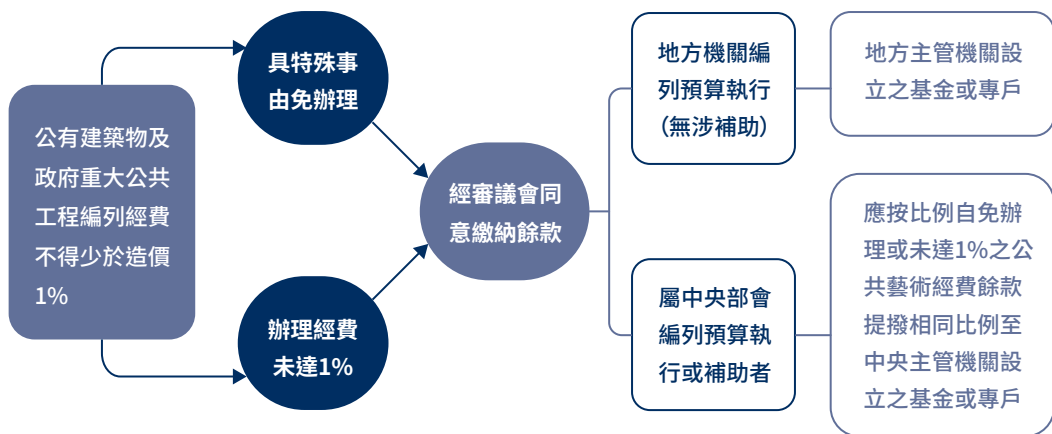 公有建築物及
政府重大公共
工程編列經費
不得少於造價
1%
具特殊事
由免辦理
辦理經費
未達1%
經審議會同
意繳納餘款
地方機關編
列預算執行
（無涉補助）
地方主管機關設
立之基金或專戶
屬中央部會
編列預算執
行或補助者
應按比例自免辦
理或未達1%之公
共藝術經費餘款
提撥相同比例至
中央主管機關設
立之基金或專戶